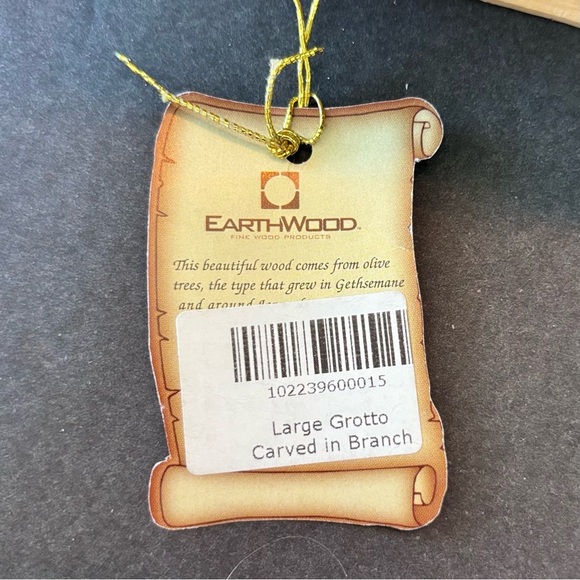 EARTHWOOD™
FINE WOOD PRODUCTS
This beautiful wood comes from olive
trees, the type that grew in Gethsemane
and around
102239600015
Large Grotto
Carved in Branch